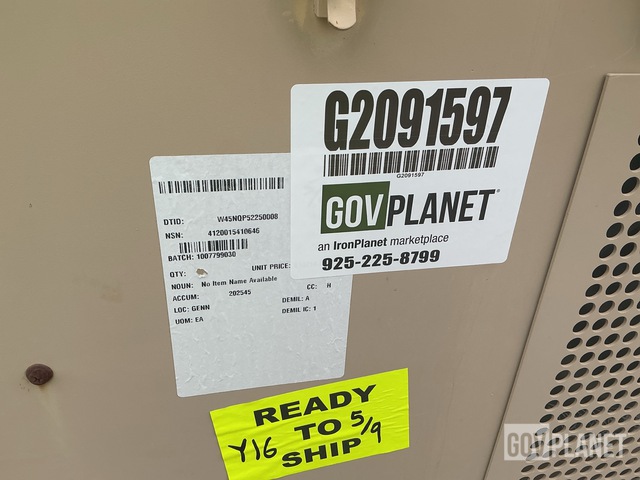 G2091597
G2091597
GOVPLANET
an IronPlanet marketplace
925-225-8799
DTID: W45NQP52250008
NSN: 4120015410646
BATCH: 1007799030
QTY: UNIT PRICE:
NOUN: No Item Name Available CC: H
ACCUM: 202545 DEMIL: A
LOC: GENN DEMIL IC: 1
UOM: EA
READY
Y16 TO 5/9
SHIP
GOVPLANET